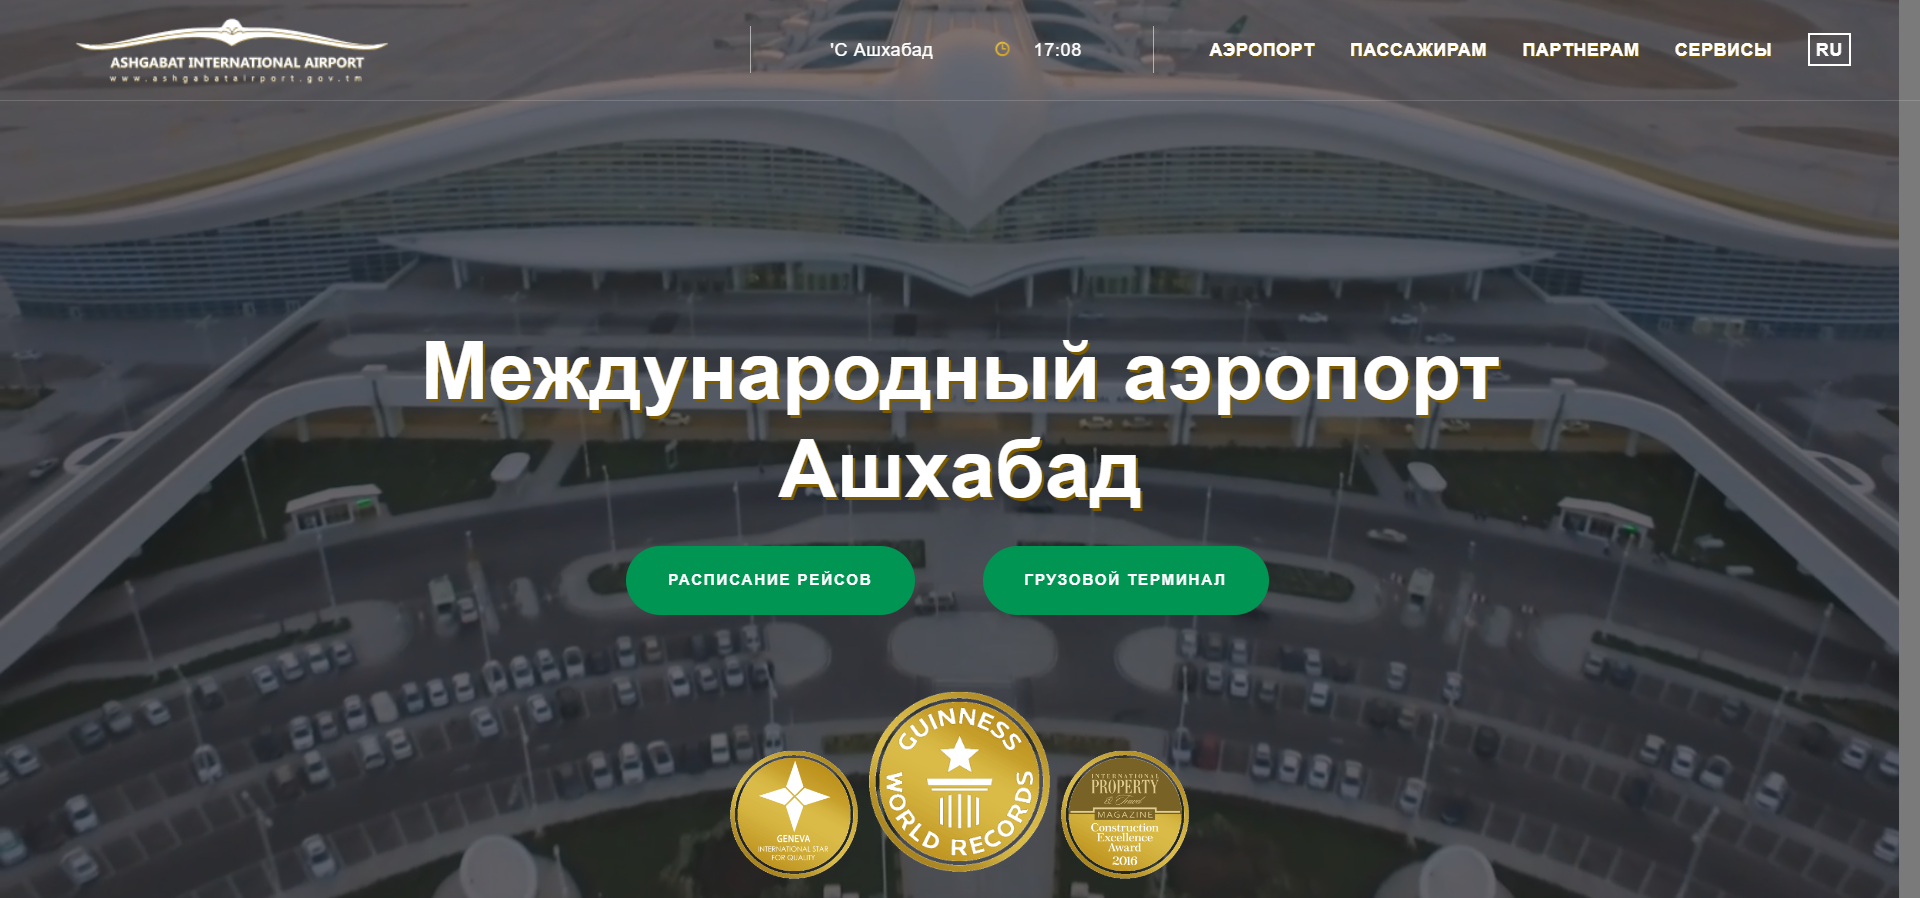 ASHGABAT INTERNATIONAL AIRPORT
www.ashgabatairport.gov.tm
'C Ашхабад 17:08
АЭРОПОРТ ПАССАЖИРАМ ПАРТНЕРАМ СЕРВИСЫ RU
Международный аэропорт
Ашхабад
РАСПИСАНИЕ РЕЙСОВ ГРУЗОВОЙ ТЕРМИНАЛ
GENEVA
INTERNATIONAL STAR
FOR QUALITY
GUINNESS
WORLD RECORDS
INTERNATIONAL
PROPERTY
& Travel
MAGAZINE
Construction
Excellence
Award
2016